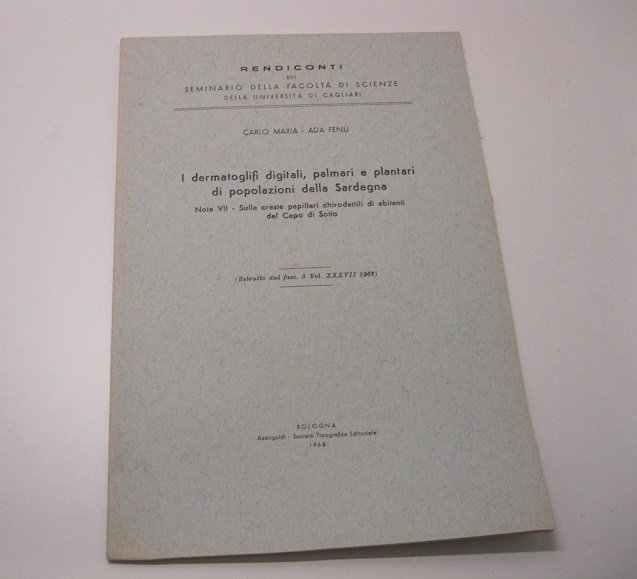 RENDICONTI
DEL
SEMINARIO DELLA FACOLTÀ DI SCIENZE
DELLA UNIVERSITÀ DI CAGLIARI
CARLO MAXIA - ADA FENU
I dermatoglifi digitali, palmari e plantari
di popolazioni della Sardegna
Nota VII - Sulle creste papillari chirodattili di abitanti
del Capo di Sotto
(Estratto dal fasc. 3 Vol. XXXVII 1967)
BOLOGNA
Azzoguidi - Società Tipografica Editoriale
1968